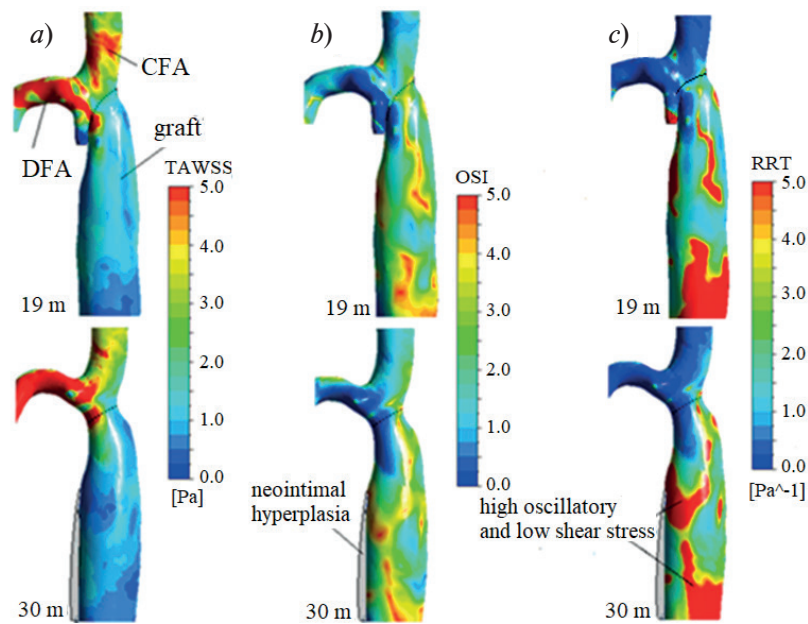 a)
CFA
DFA
graft
TAWSS
5.0
4.0
3.0
2.0
1.0
0.0
[Pa]
19 m
30 m
b)
OSI
5.0
4.0
3.0
2.0
1.0
0.0
19 m
neointimal
hyperplasia
30 m
c)
RRT
5.0
4.0
3.0
2.0
1.0
0.0
[Pa^-1]
19 m
high oscillatory
and low shear stress
30 m